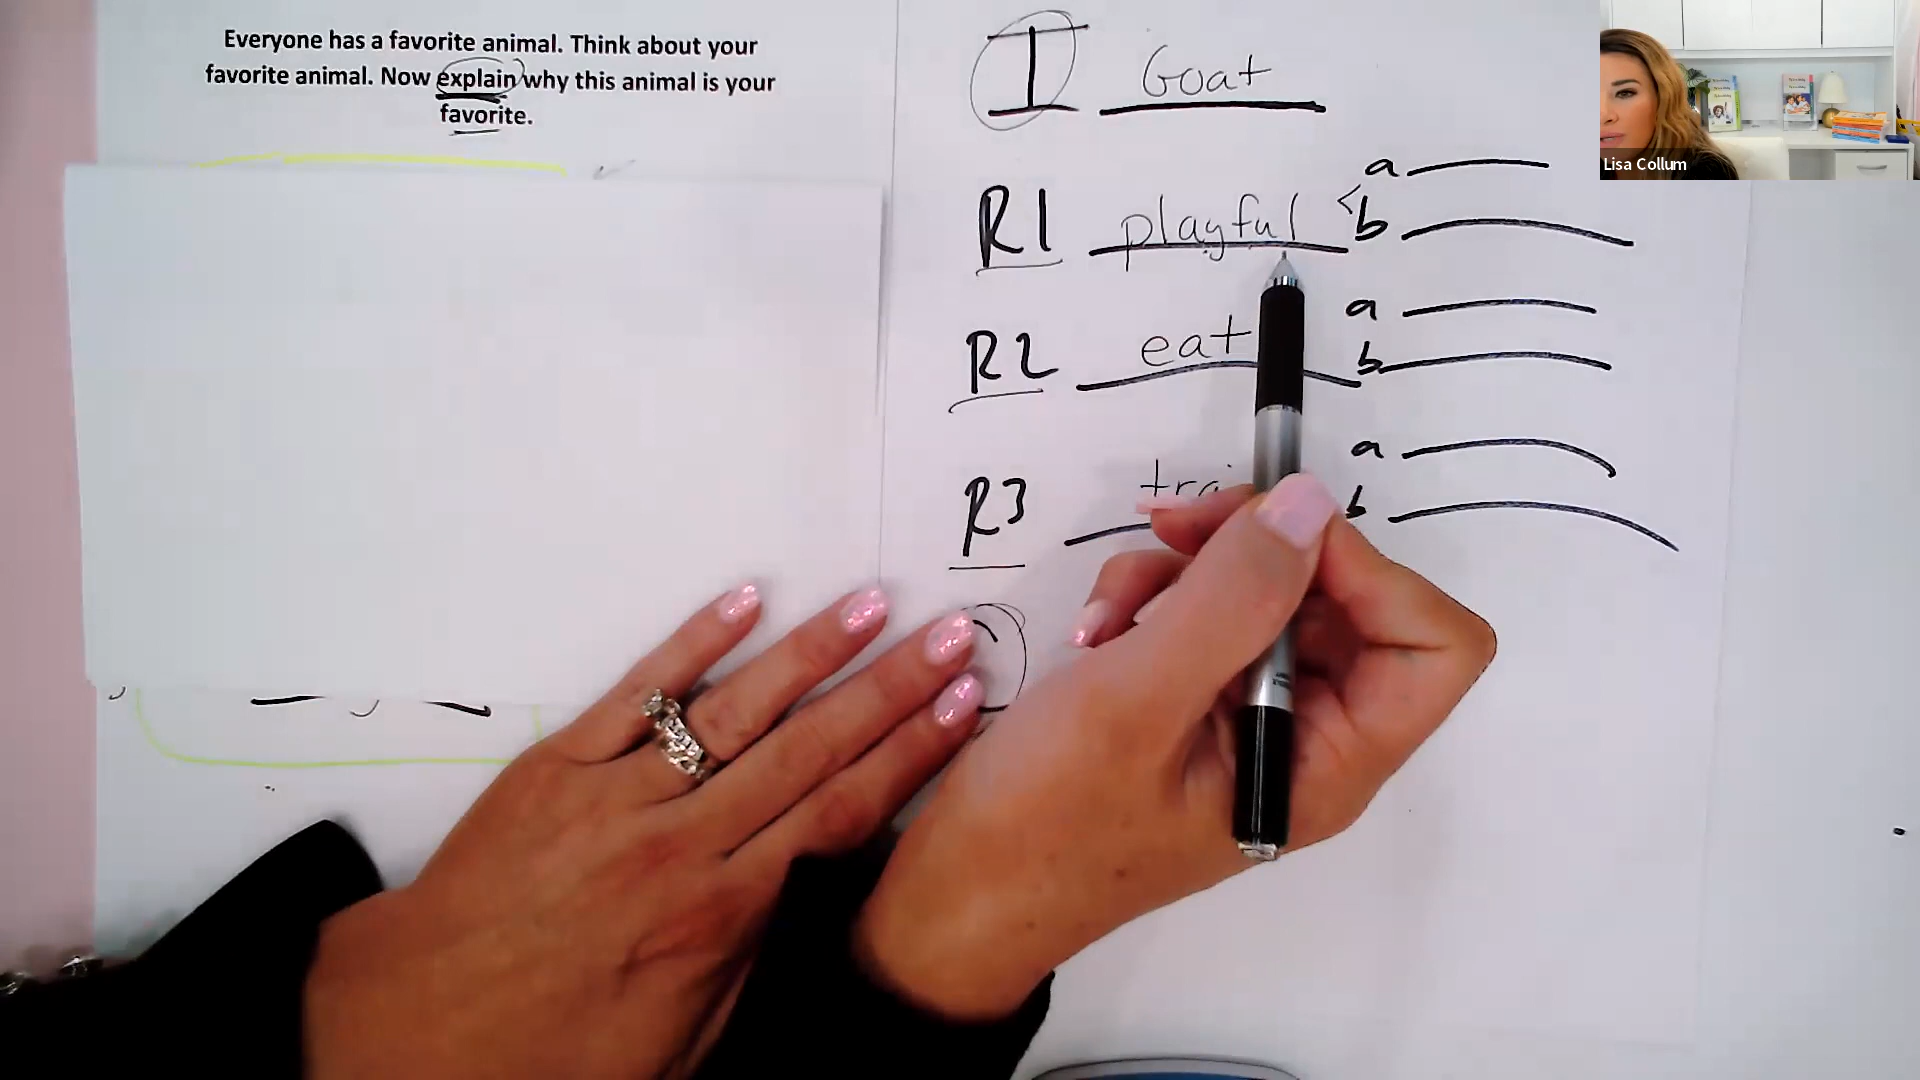 Everyone has a favorite animal. Think about your
favorite animal. Now explain why this animal is your
favorite.
I Goat
R1 playful
a
b
R2 eat
a
b
R3
a
b
Lisa Collum